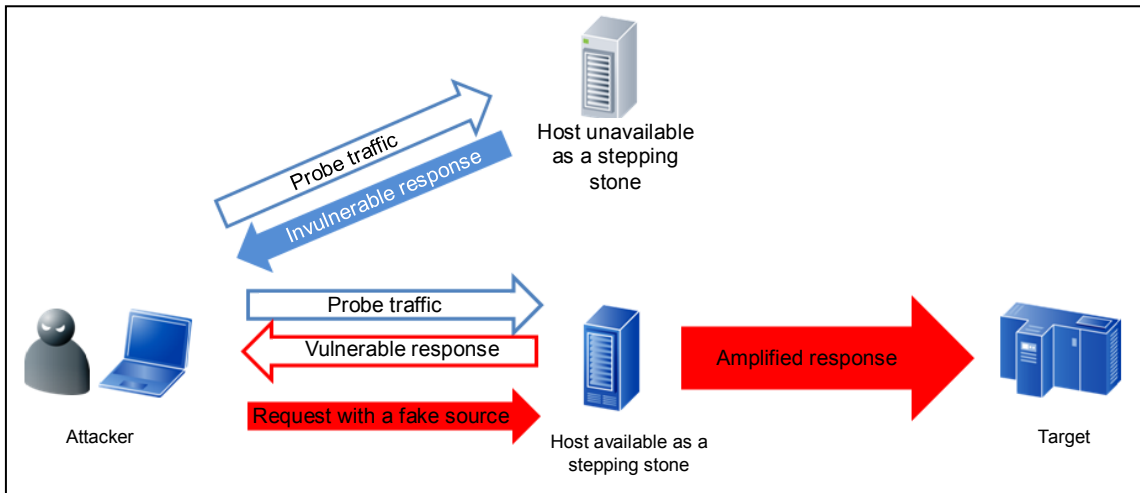 Host unavailable
as a stepping
stone
Probe traffic
Invulnerable response
Probe traffic
Vulnerable response
Request with a fake source
Amplified response
Attacker
Host available as a
stepping stone
Target